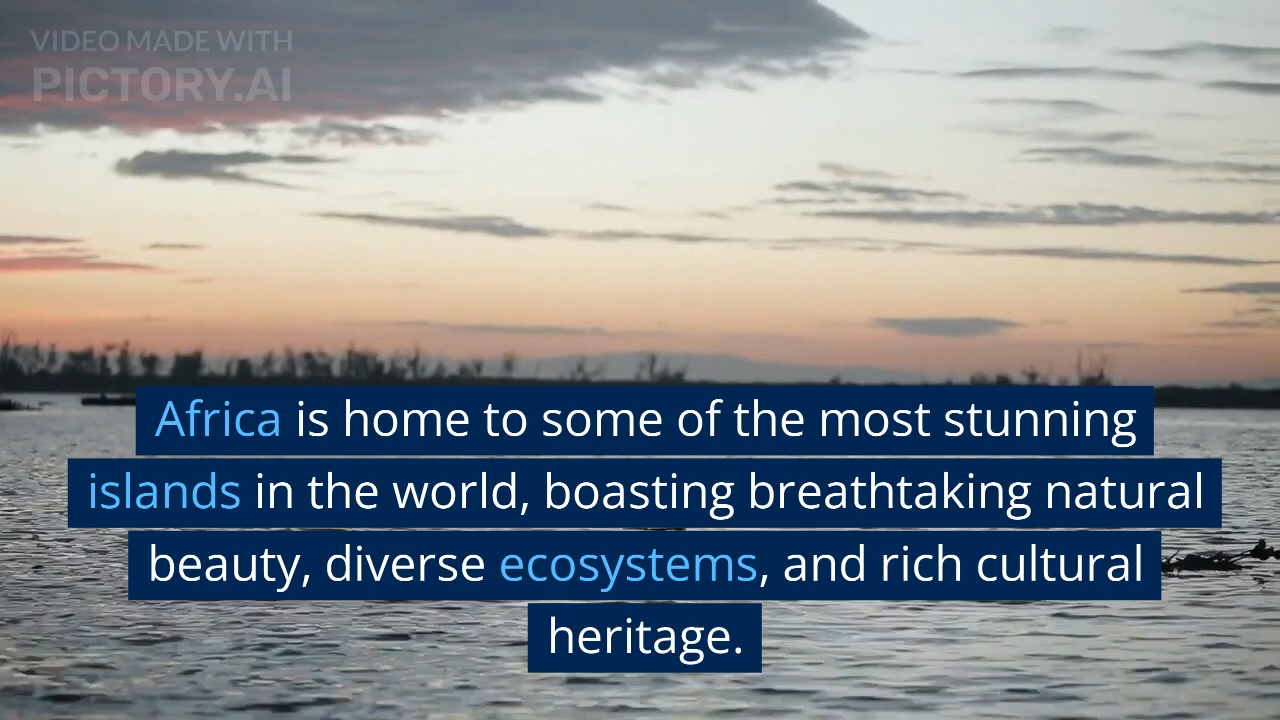 VIDEO MADE WITH
PICTORY.AI
Africa is home to some of the most stunning
islands in the world, boasting breathtaking natural
beauty, diverse ecosystems, and rich cultural
heritage.